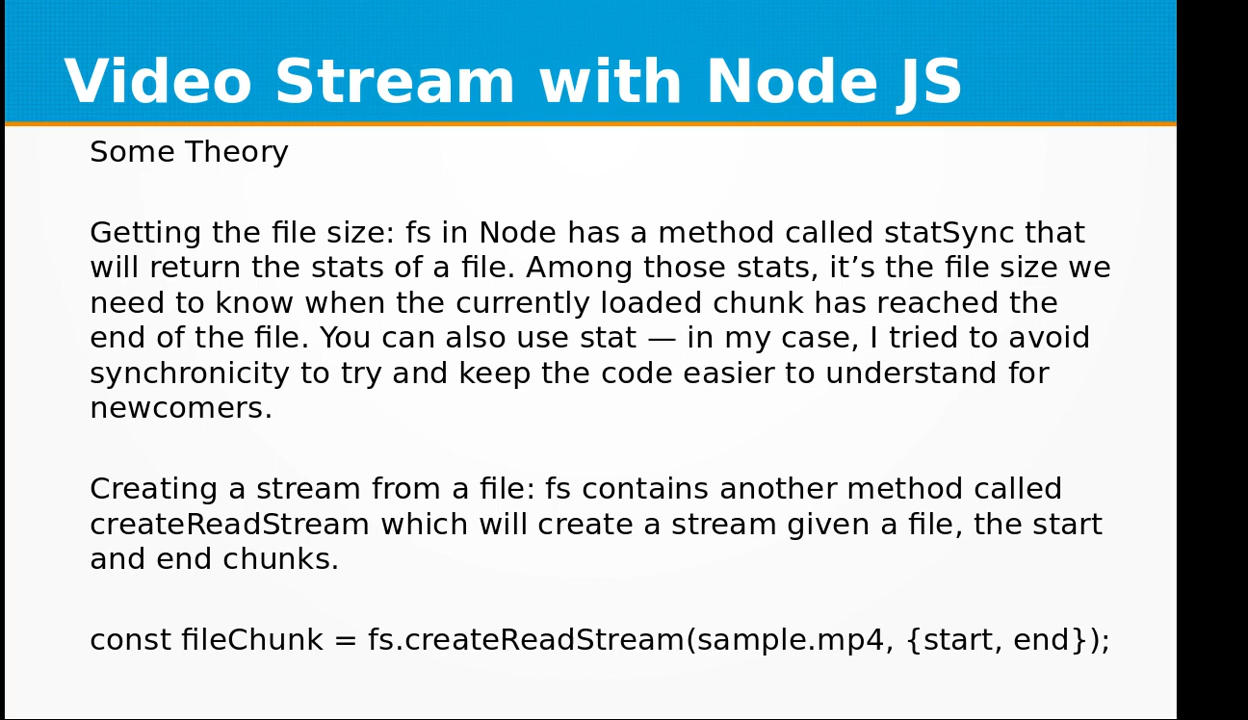 Video Stream with Node JS
Some Theory
Getting the file size: fs in Node has a method called statSync that
will return the stats of a file. Among those stats, it’s the file size we
need to know when the currently loaded chunk has reached the
end of the file. You can also use stat — in my case, I tried to avoid
synchronicity to try and keep the code easier to understand for
newcomers.
Creating a stream from a file: fs contains another method called
createReadStream which will create a stream given a file, the start
and end chunks.
const fileChunk = fs.createReadStream(sample.mp4, {start, end});